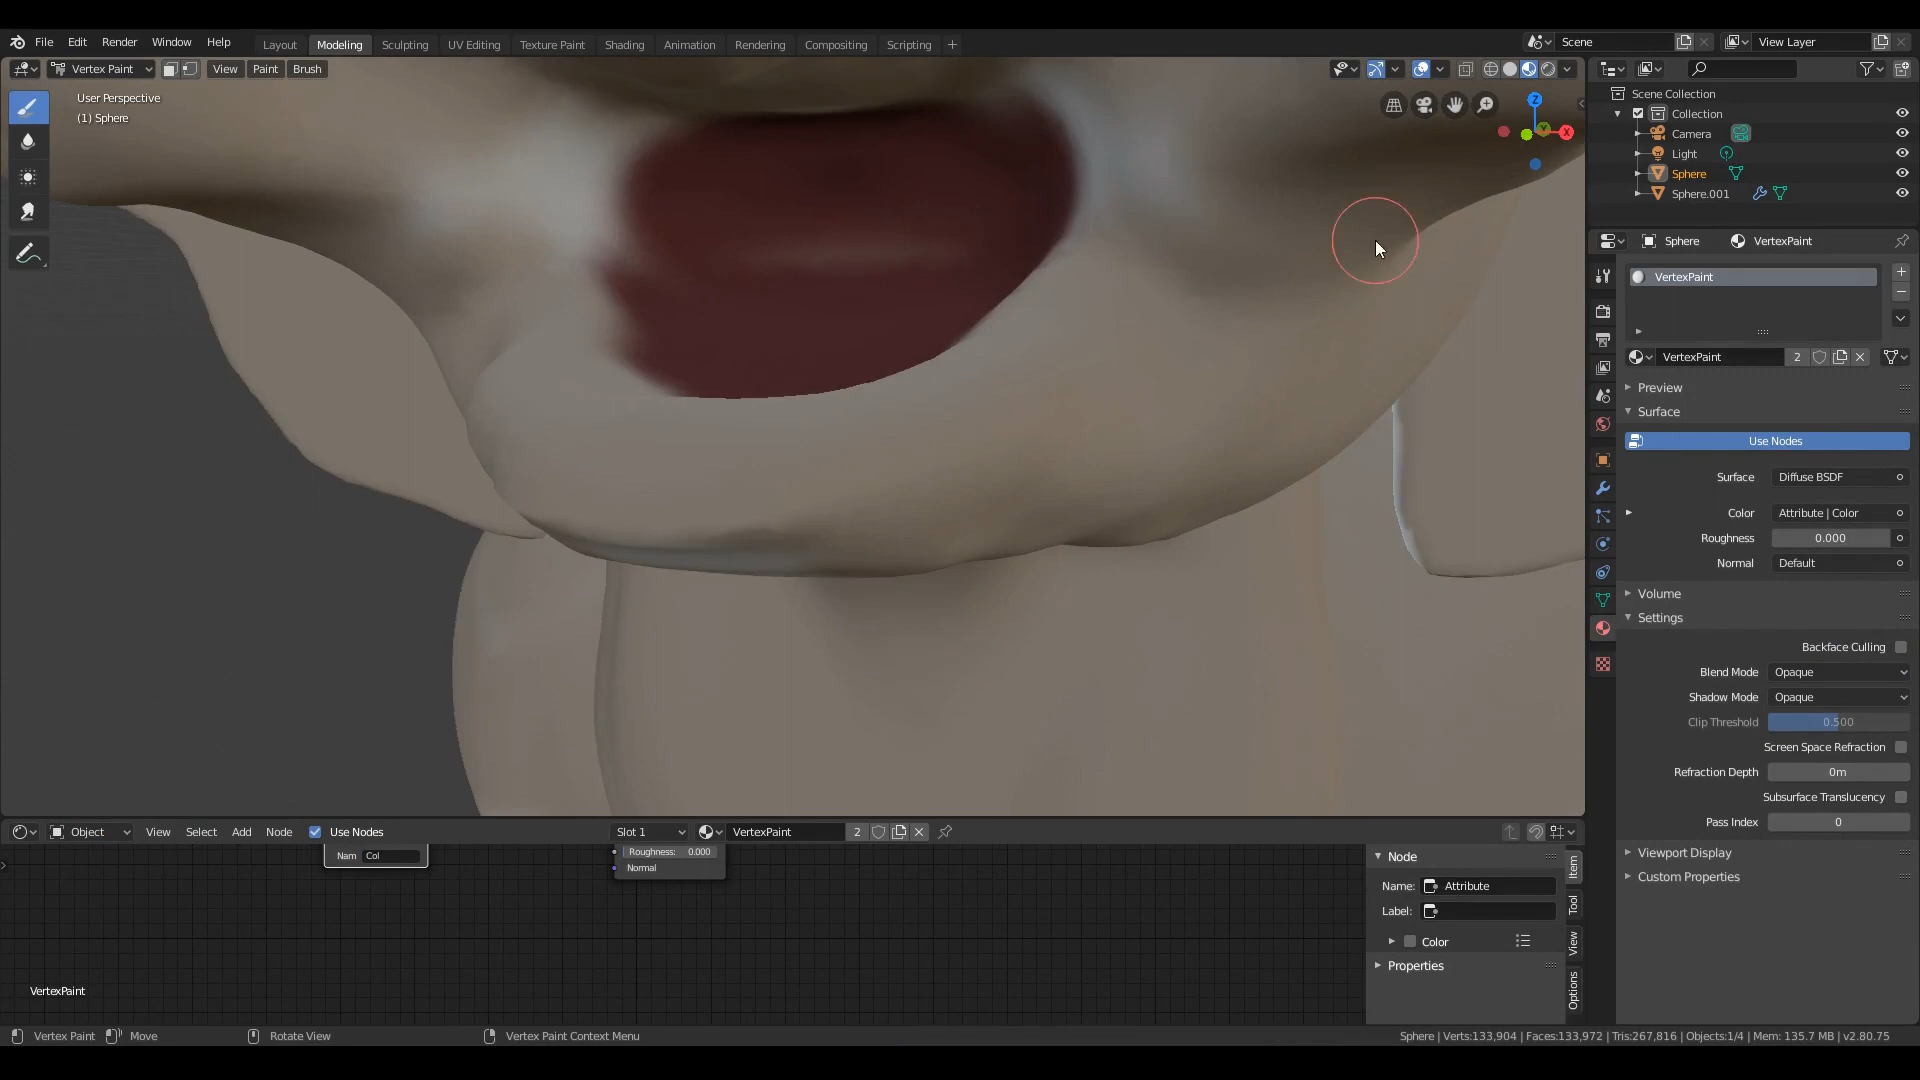 File Edit Render Window Help Layout Modeling Sculpting UV Editing Texture Paint Shading Animation Rendering Compositing Scripting + Scene View Layer
Vertex Paint View Paint Brush
User Perspective
(1) Sphere
Z
X
Scene Collection
Collection
Camera
Light
Sphere
Sphere.001
Sphere VertexPaint
VertexPaint
VertexPaint 2
Preview
Surface
Use Nodes
Surface Diffuse BSDF
Color Attribute | Color
Roughness 0.000
Normal Default
Volume
Settings
Backface Culling
Blend Mode Opaque
Shadow Mode Opaque
Clip Threshold 0.500
Screen Space Refraction
Refraction Depth 0m
Subsurface Translucency
Pass Index 0
Viewport Display
Custom Properties
Object View Select Add Node Use Nodes Slot 1 VertexPaint 2
Nam Col
Roughness: 0.000
Normal
Node
Name: Attribute
Label:
Color
Properties
Item
Tool
View
Options
VertexPaint
Vertex Paint Move Rotate View Vertex Paint Context Menu Sphere | Verts:133,904 | Faces:133,972 | Tris:267,816 | Objects:1/4 | Mem: 135.7 MB | v2.80.75